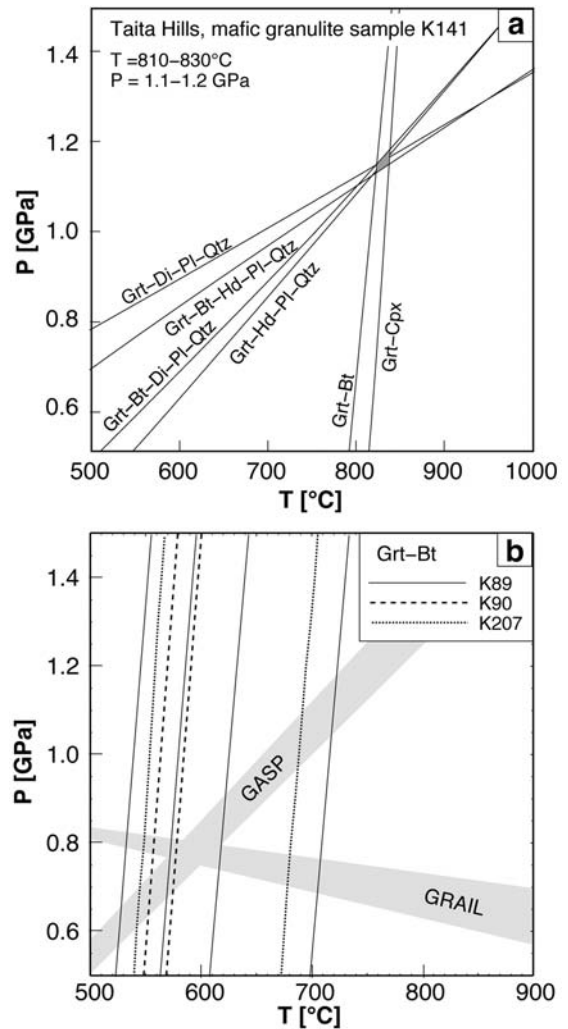 Taita Hills, mafic granulite sample K141
a
T =810–830°C
P = 1.1–1.2 GPa
1.4
1.2
1.0
0.8
0.6
P [GPa]
Grt–Di–Pl–Qtz
Grt–Bt–Hd–Pl–Qtz
Grt–Bt–Di–Pl–Qtz
Grt–Hd–Pl–Qtz
Grt–Bt
Grt–Cpx
500 600 700 800 900 1000
T [°C]
Grt–Bt
b
K89
K90
K207
1.4
1.2
1.0
0.8
0.6
P [GPa]
GASP
GRAIL
500 600 700 800 900
T [°C]